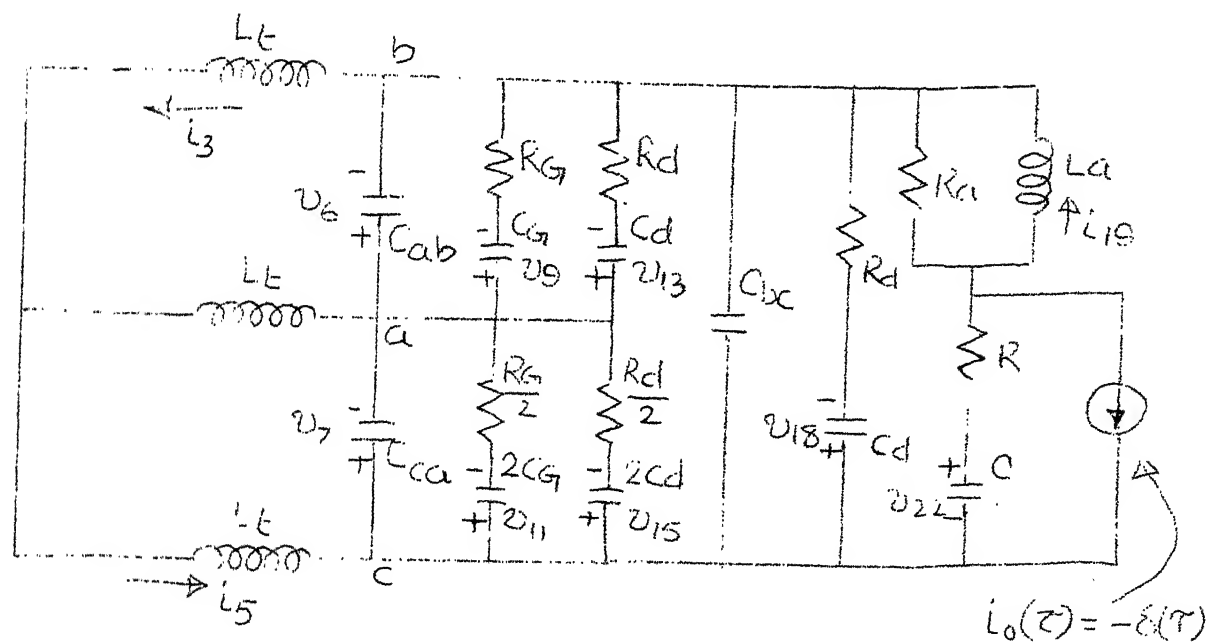 Lt
b
i3
RG
Rd
La
Ra
i19
v6
Cab
CG
v9
Cd
v13
Cbc
Rd
Lt
a
R
RG/2
Rd/2
v7
Cca
2CG
v11
2Cd
v15
v18
Cd
C
v22
Lt
c
i5
i0(τ) = -ε(τ)